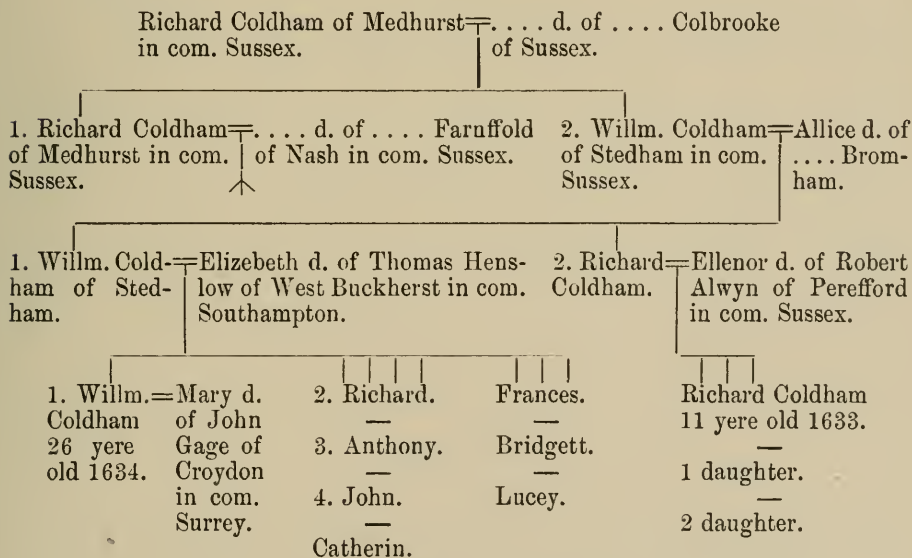 Richard Coldham of Medhurst=. . . . d. of . . . . Colbrooke
in com. Sussex. of Sussex.
1. Richard Coldham=. . . . d. of . . . . Faruffold
of Medhurst in com. of Nash in com. Sussex.
Sussex.
2. Willm. Coldham=Allice d. of
of Stedham in com. . . . . Brom-
Sussex. ham.
1. Willm. Cold-=Elizebeth d. of Thomas Hens-
ham of Sted- low of West Buckherst in com.
ham. Southampton.
2. Richard=Ellenor d. of Robert
Coldham. Alwyn of Perefford
in com. Sussex.
1. Willm.=Mary d.
Coldham of John
26 yere Gage of
old 1634. Croydon
in com.
Surrey.
2. Richard.
—
3. Anthony.
—
4. John.
—
Catherin.
Frances.
—
Bridgett.
—
Lucey.
Richard Coldham
11 yere old 1633.
—
1 daughter.
—
2 daughter.